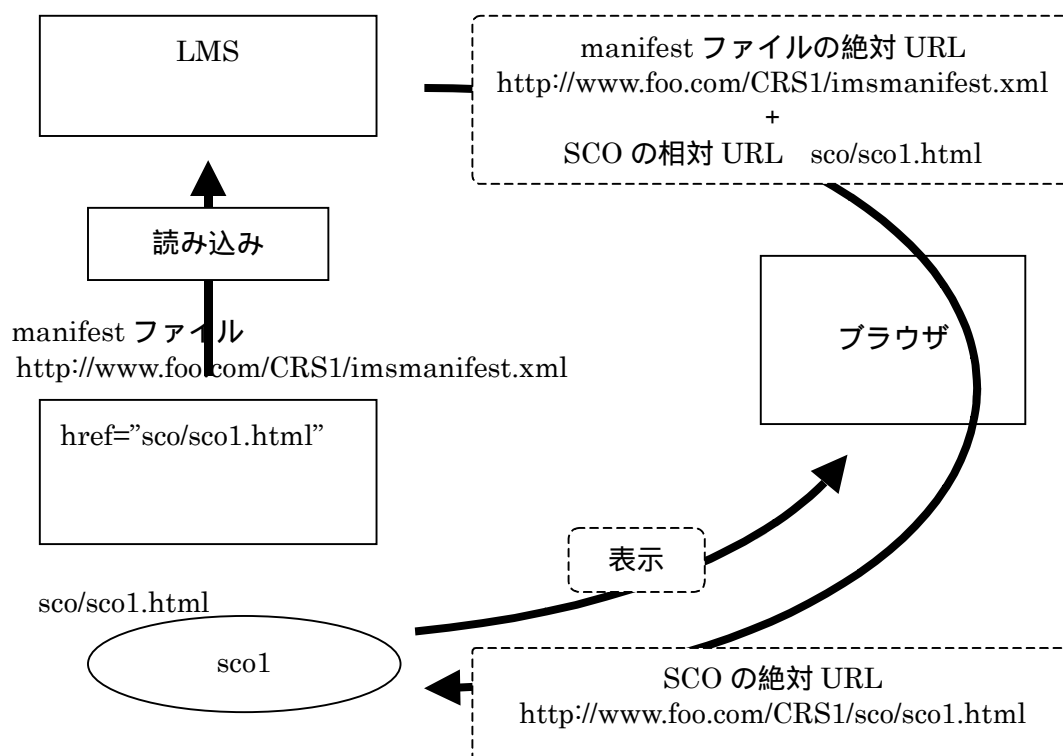 LMS
manifest ファイルの絶対 URL
http://www.foo.com/CRS1/imsmanifest.xml
+
SCO の相対 URL　sco/sco1.html
読み込み
manifest ファイル
http://www.foo.com/CRS1/imsmanifest.xml
ブラウザ
href=”sco/sco1.html”
表示
sco/sco1.html
sco1
SCO の絶対 URL
http://www.foo.com/CRS1/sco/sco1.html